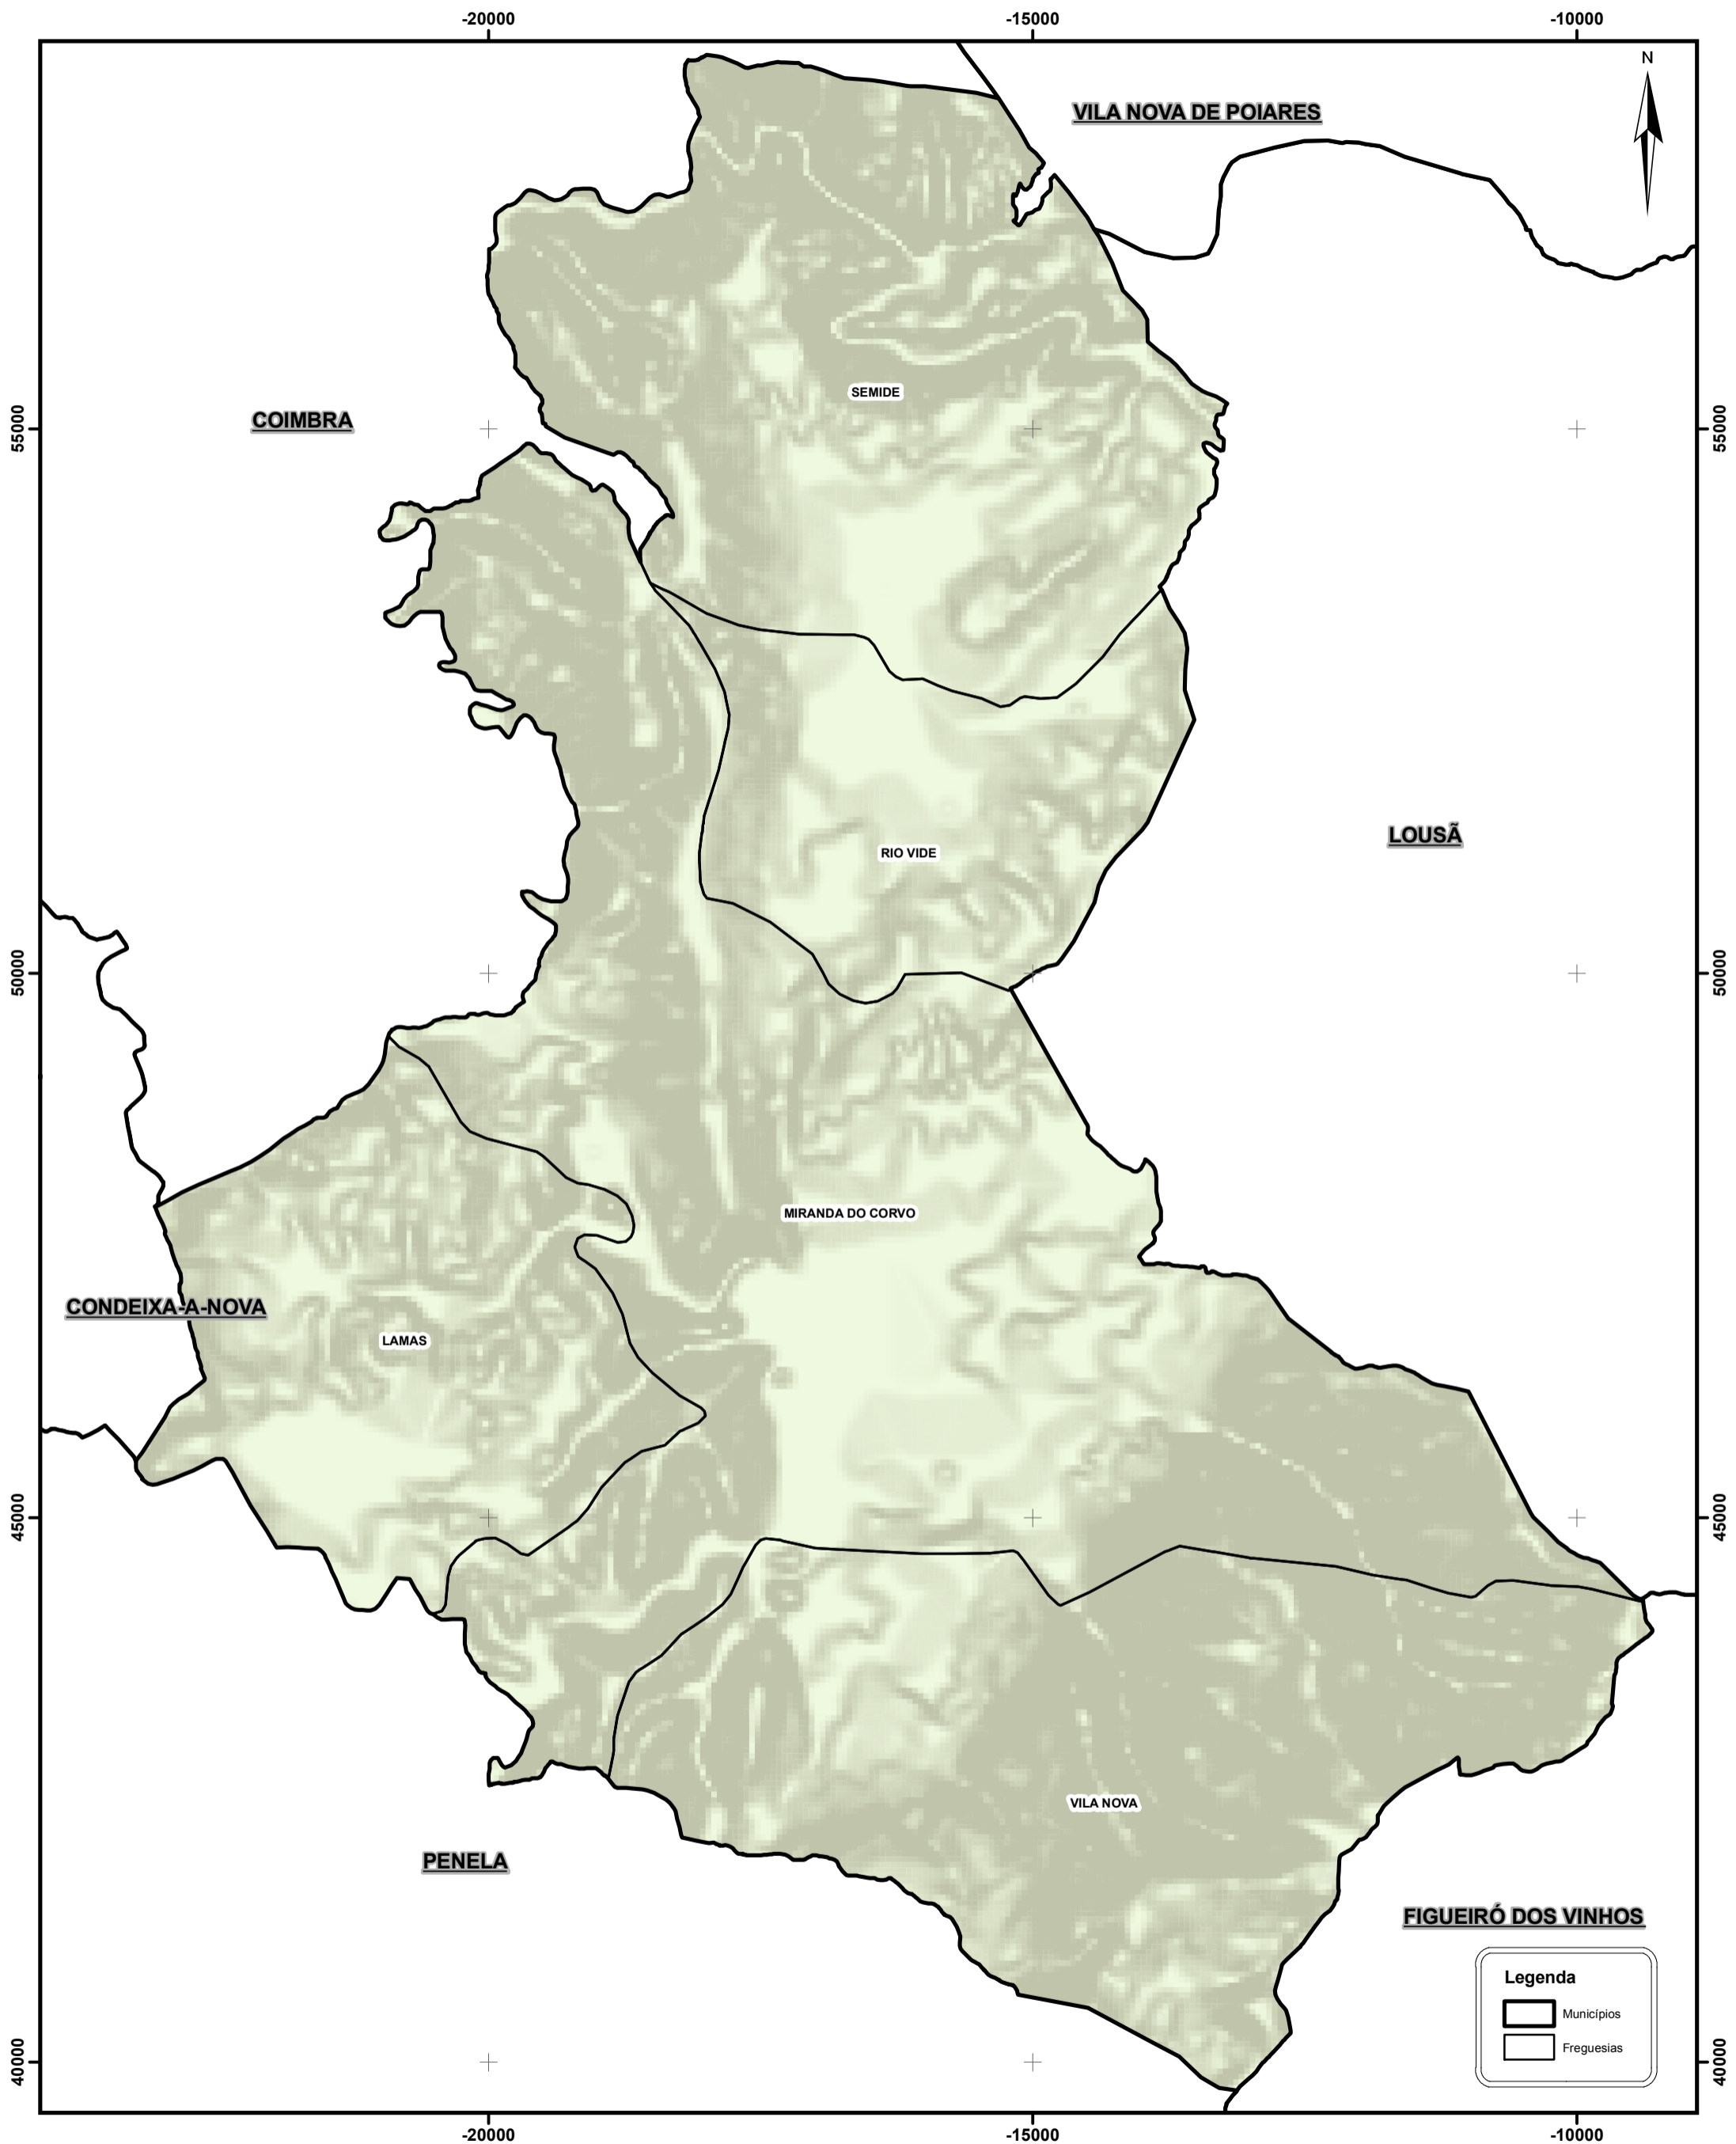 -20000
-15000
-10000
N
VILA NOVA DE POIARES
SEMIDE
COIMBRA
55000
55000
LOUSÃ
RIO VIDE
50000
50000
MIRANDA DO CORVO
CONDEIXA-A-NOVA
LAMAS
45000
45000
VILA NOVA
PENELA
FIGUEIRÓ DOS VINHOS
Legenda
Municípios
Freguesias
40000
40000
-20000
-15000
-10000